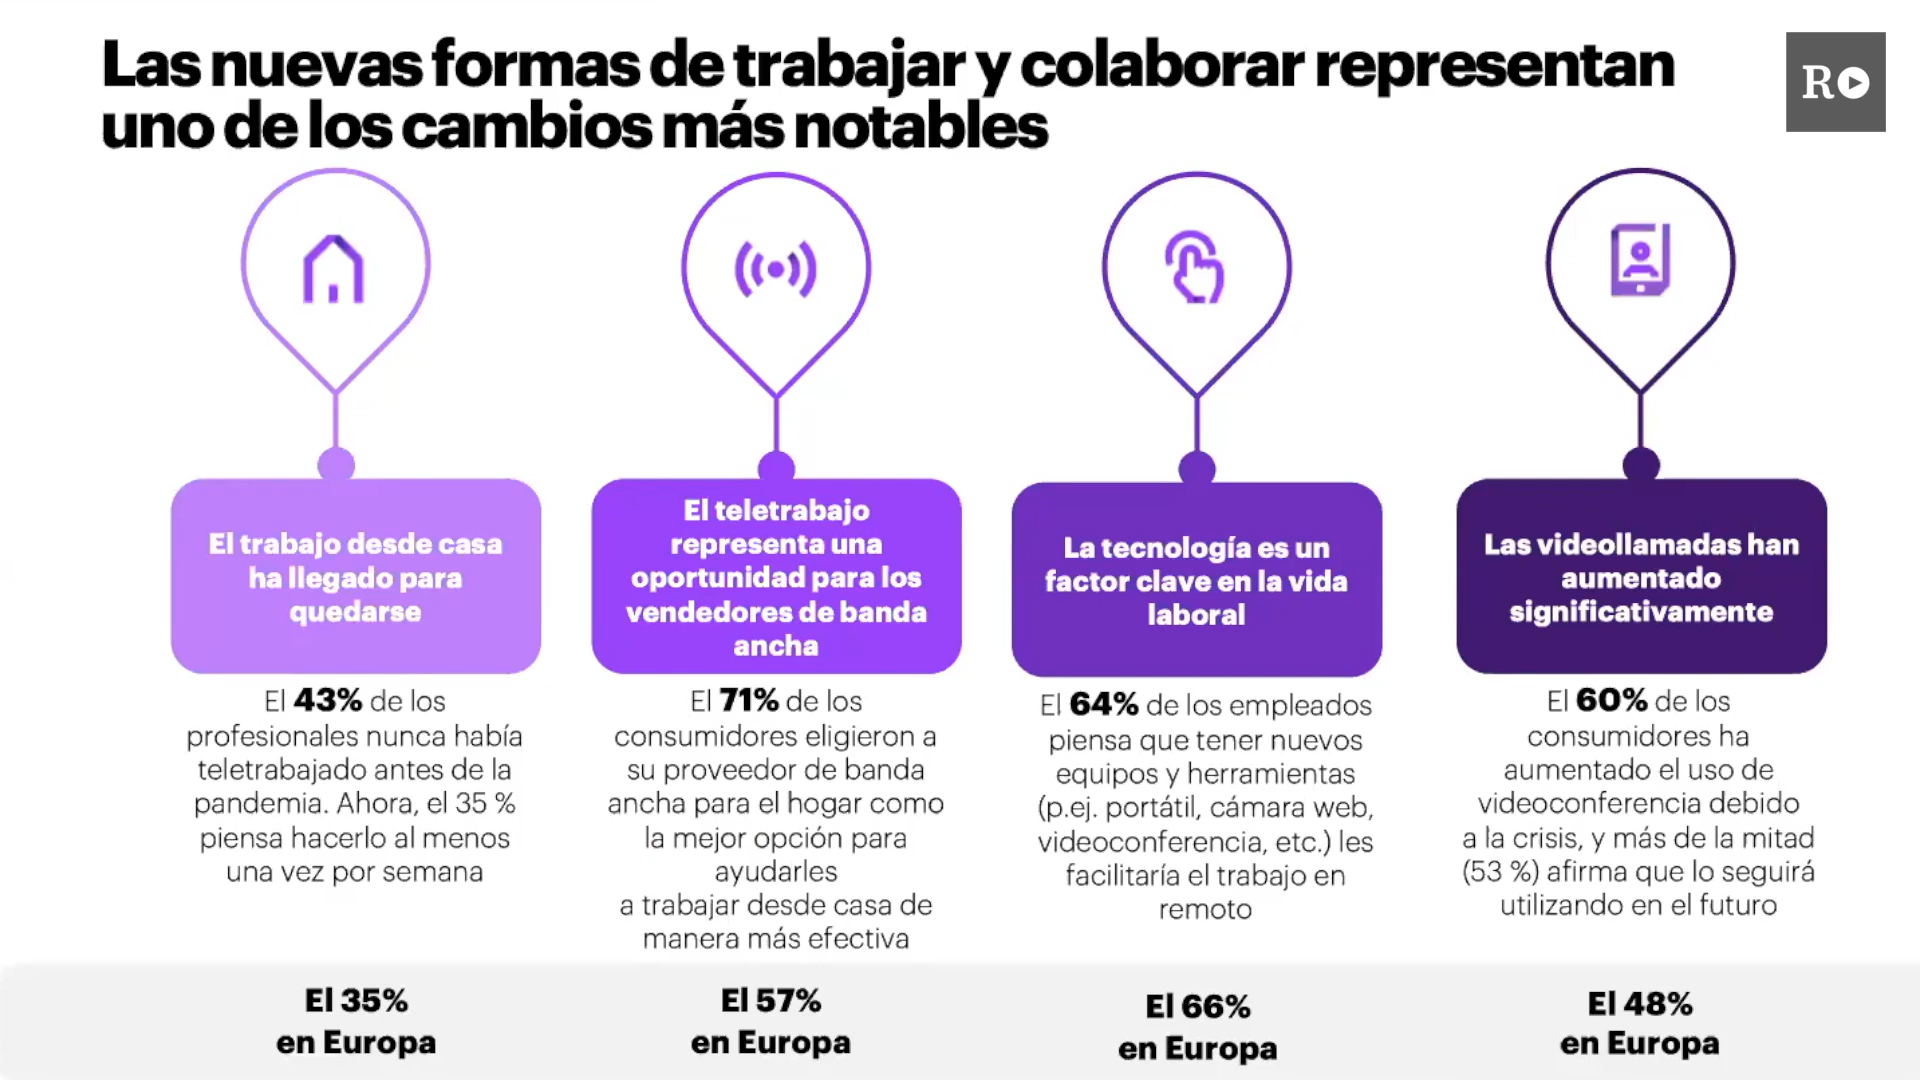 Las nuevas formas de trabajar y colaborar representan
uno de los cambios más notables
R
El trabajo desde casa
ha llegado para
quedarse
El 43% de los
profesionales nunca había
teletrabajado antes de la
pandemia. Ahora, el 35 %
piensa hacerlo al menos
una vez por semana
El 35%
en Europa
El teletrabajo
representa una
oportunidad para los
vendedores de banda
ancha
El 71% de los
consumidores eligieron a
su proveedor de banda
ancha para el hogar como
la mejor opción para
ayudarles
a trabajar desde casa de
manera más efectiva
El 57%
en Europa
La tecnología es un
factor clave en la vida
laboral
El 64% de los empleados
piensa que tener nuevos
equipos y herramientas
(p.ej. portátil, cámara web,
videoconferencia, etc.) les
facilitaría el trabajo en
remoto
El 66%
en Europa
Las videollamadas han
aumentado
significativamente
El 60% de los
consumidores ha
aumentado el uso de
videoconferencia debido
a la crisis, y más de la mitad
(53 %) afirma que lo seguirá
utilizando en el futuro
El 48%
en Europa